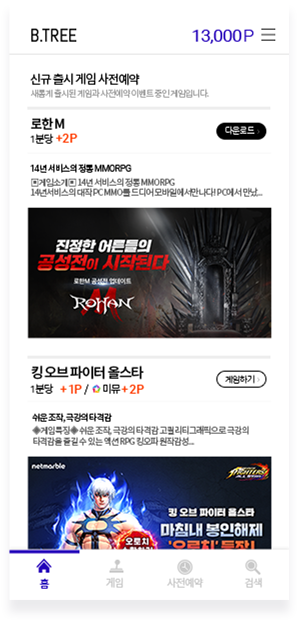 B.TREE
13,000P
신규 출시 게임 사전예약
새롭게 출시된 게임과 사전예약 이벤트 중인 게임입니다.
로한 M
1분당 +2P
다운로드
14년 서비스의 정통 MMORPG
▣게임소개▣ 14년 서비스의 정통 MMORPG
14년 서비스의 대작 PC MMO를 드디어 모바일에서 만나다! PC에서 만났...
진정한 어른들의
공성전이 시작된다
로한M 공성전 업데이트
ROHAN
킹 오브 파이터 올스타
1분당 +1P / 미뮤+2P
게임하기
쉬운 조작, 극강의 타격감
◈게임특징◈ 쉬운 조작, 극강의 타격감 고퀄리티그래픽으로 극강의
타격감을 즐길 수 있는 액션 RPG 킹오파 원작감성...
netmarble
FIGHTERS
킹 오브 파이터 올스타
마침내 봉인해제
오로치
'오로치' 등장!
홈
게임
사전예약
검색